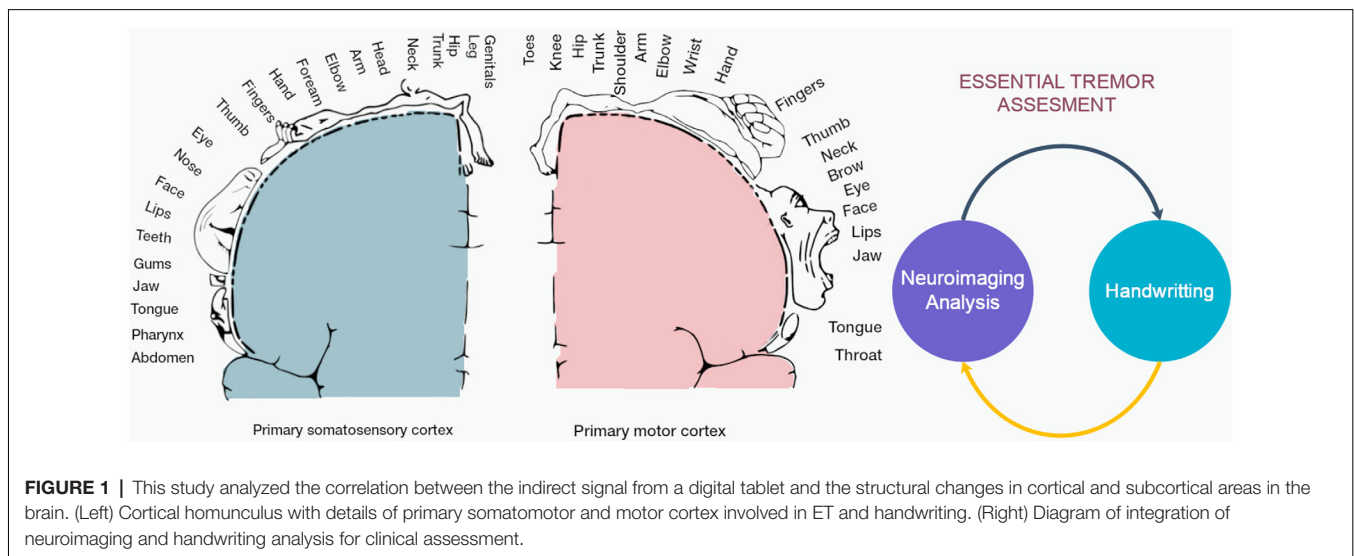 Genitals
Leg
Hip
Trunk
Neck
Head
Arm
Elbow
Foream
Hand
Fingers
Thumb
Eye
Nose
Face
Lips
Teeth
Gums
Jaw
Tongue
Pharynx
Abdomen
Primary somatosensory cortex
Toes
Knee
Hip
Trunk
Shoulder
Arm
Elbow
Wrist
Hand
Fingers
Thumb
Neck
Brow
Eye
Face
Lips
Jaw
Tongue
Throat
Primary motor cortex
ESSENTIAL TREMOR
ASSESMENT
Neuroimaging
Analysis
Handwritting
FIGURE 1 | This study analyzed the correlation between the indirect signal from a digital tablet and the structural changes in cortical and subcortical areas in the
brain. (Left) Cortical homunculus with details of primary somatomotor and motor cortex involved in ET and handwriting. (Right) Diagram of integration of
neuroimaging and handwriting analysis for clinical assessment.